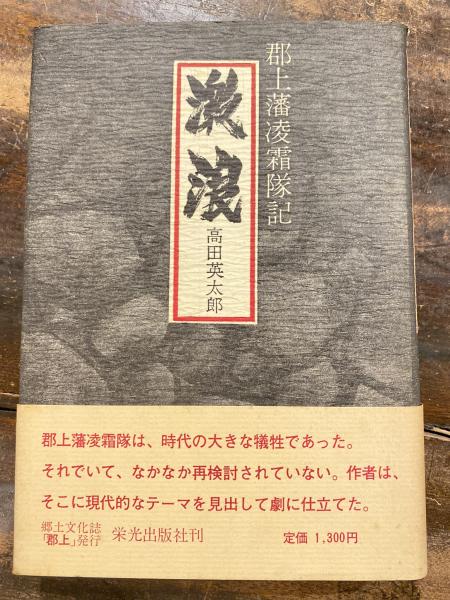 郡上藩凌霜隊記
激浪
高田英太郎
郡上藩凌霜隊は、時代の大きな犠牲であった。
それでいて、なかなか再検討されていない。作者は、
そこに現代的なテーマを見出して劇に仕立てた。
郷土文化誌
「郡上」発行
栄光出版社刊
定価 1,300円